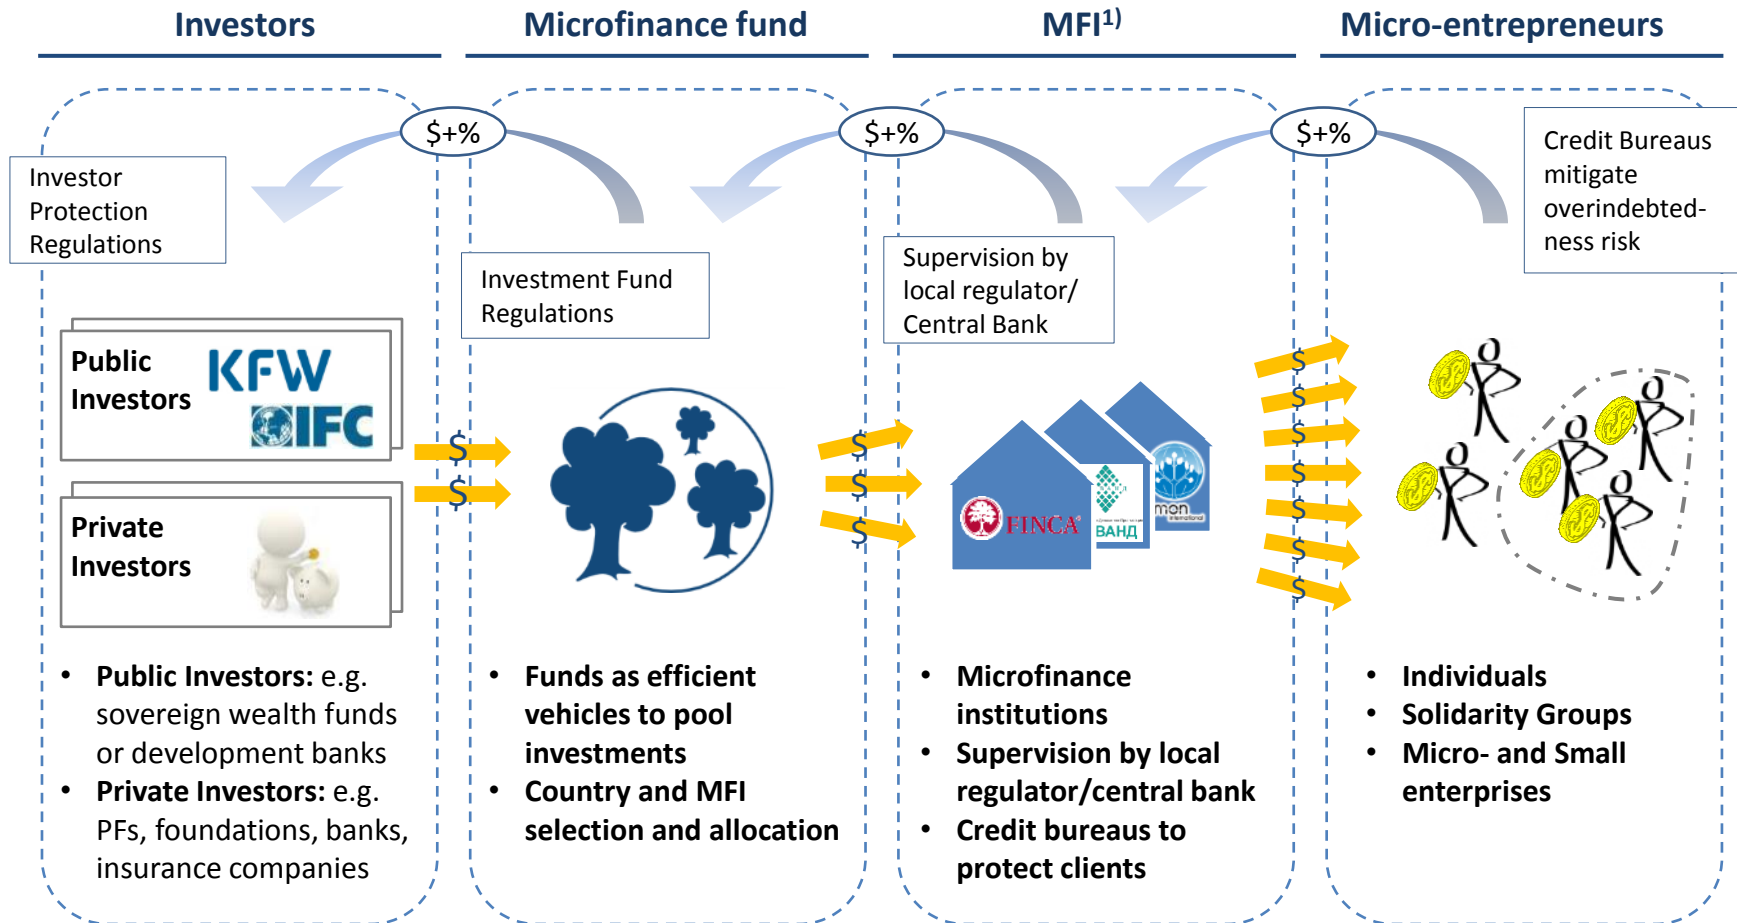 Investors
Microfinance fund
MFI¹⁾
Micro-entrepreneurs
$+%
$+%
$+%
Investor
Protection
Regulations
Investment Fund
Regulations
Supervision by
local regulator/
Central Bank
Credit Bureaus
mitigate
overindebted-
ness risk
Public
Investors
KFW
IFC
Private
Investors
$
$
$
$
$
FINCA®
ВАНД
mon
international
$
$
$
$
$
$
$
• Public Investors: e.g.
sovereign wealth funds
or development banks
• Private Investors: e.g.
PFs, foundations, banks,
insurance companies
• Funds as efficient
vehicles to pool
investments
• Country and MFI
selection and allocation
• Microfinance
institutions
• Supervision by local
regulator/central bank
• Credit bureaus to
protect clients
• Individuals
• Solidarity Groups
• Micro- and Small
enterprises